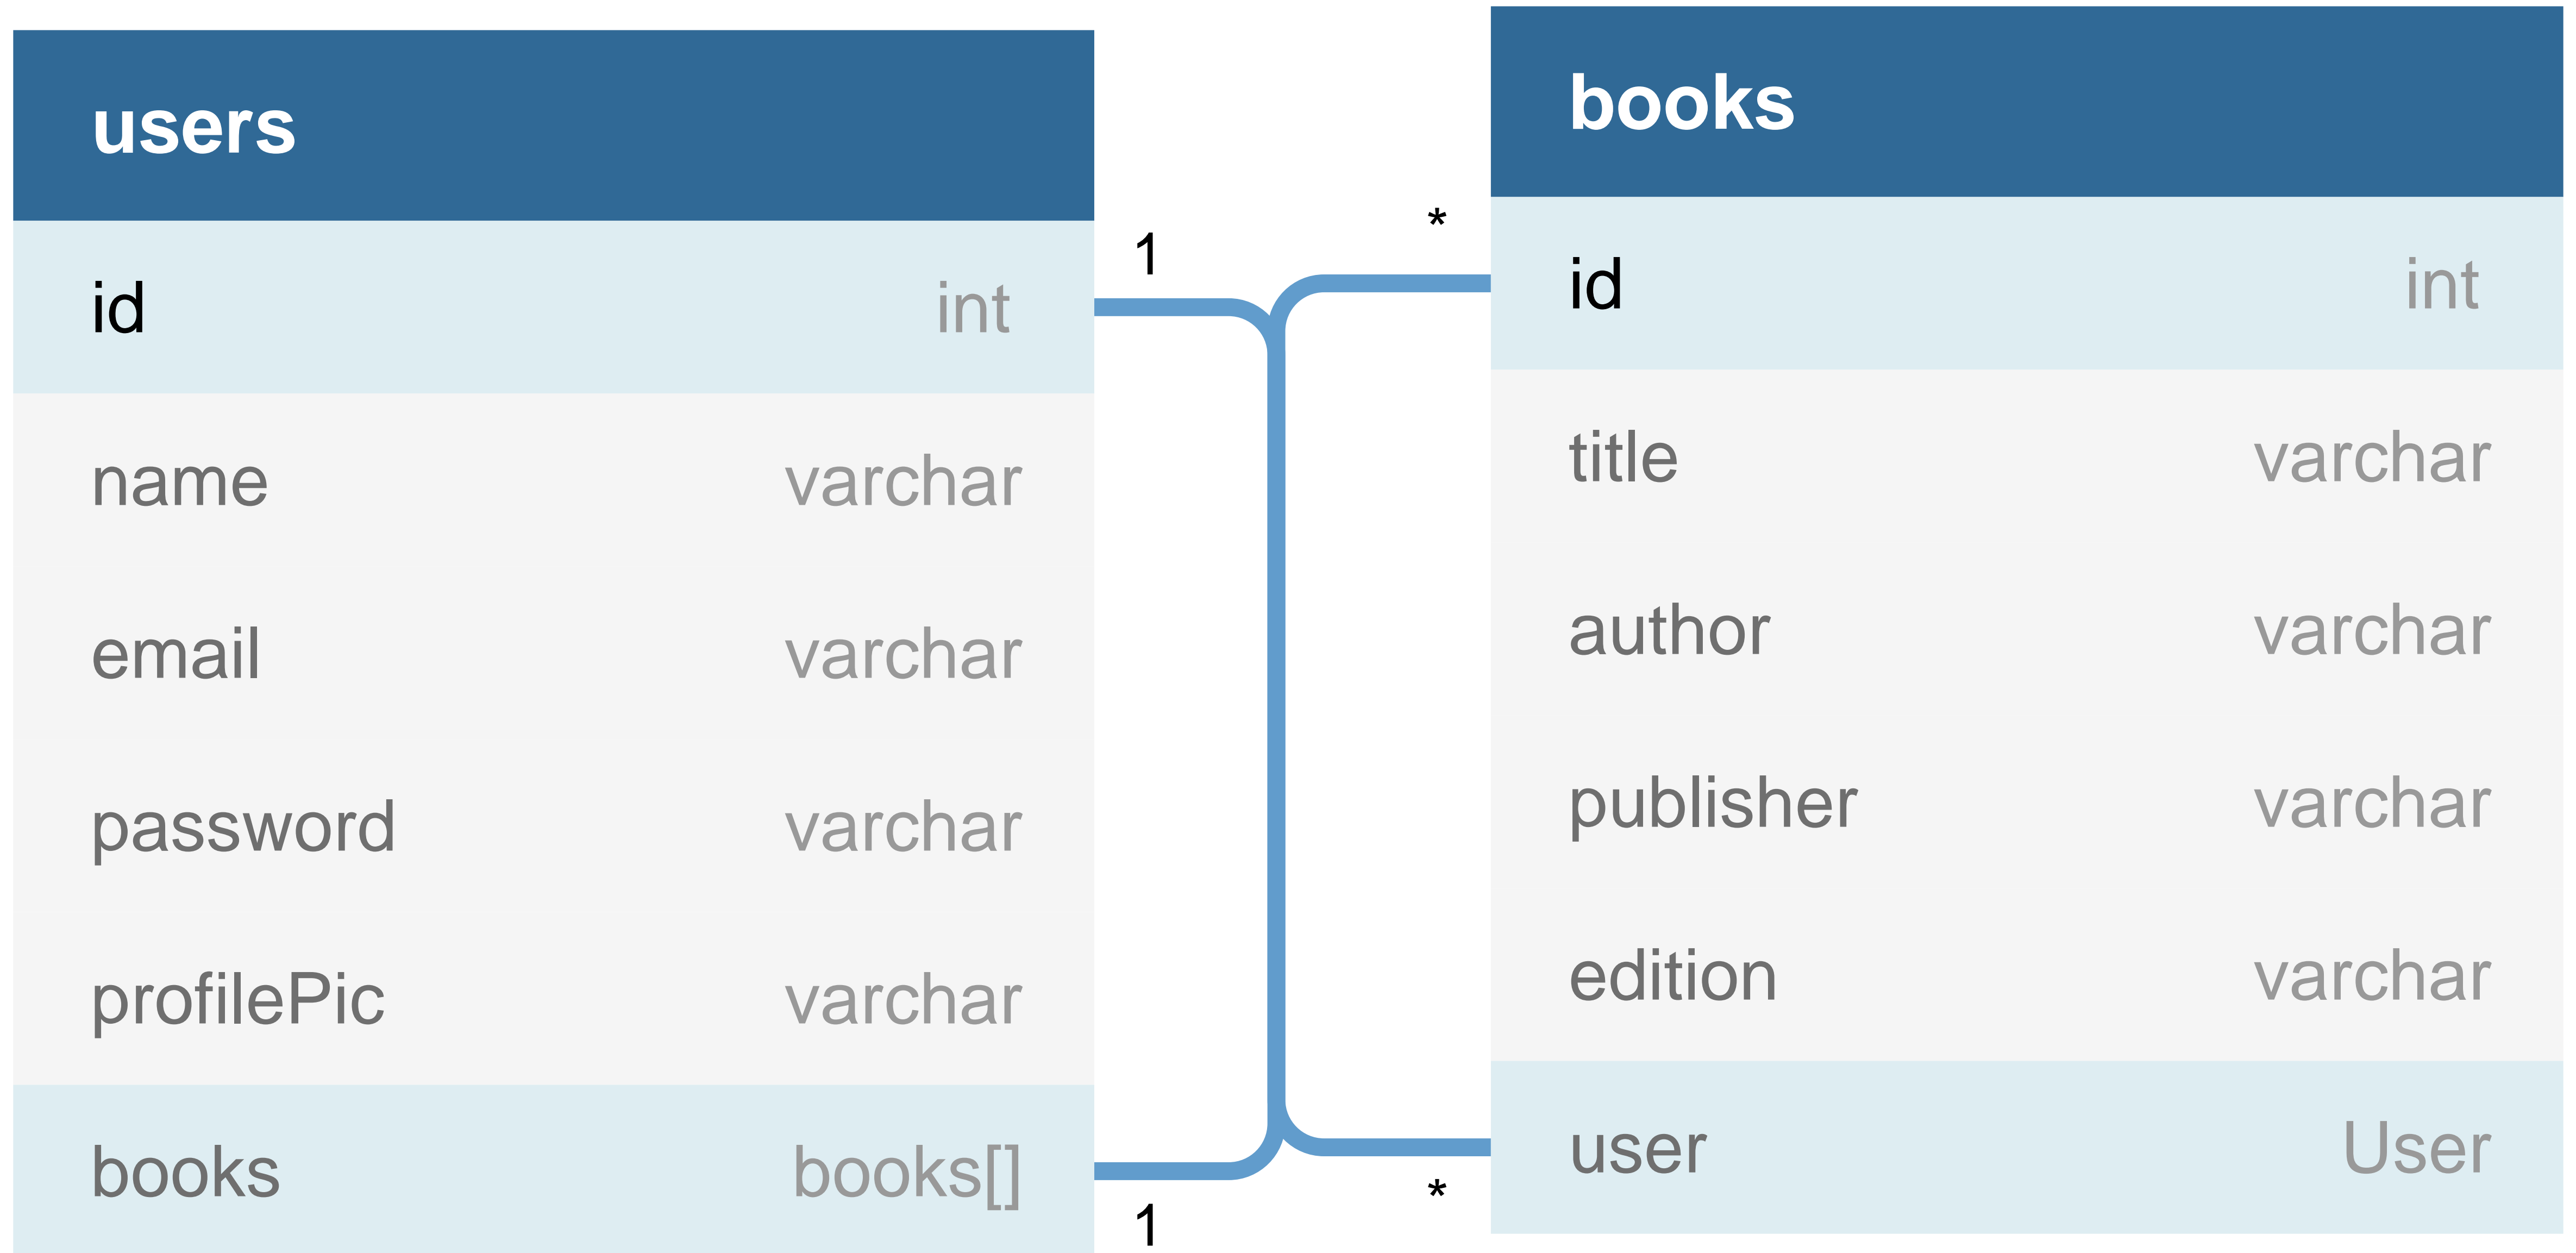 users
id int
name varchar
email varchar
password varchar
profilePic varchar
books books[]
1 *
1 *
books
id int
title varchar
author varchar
publisher varchar
edition varchar
user User